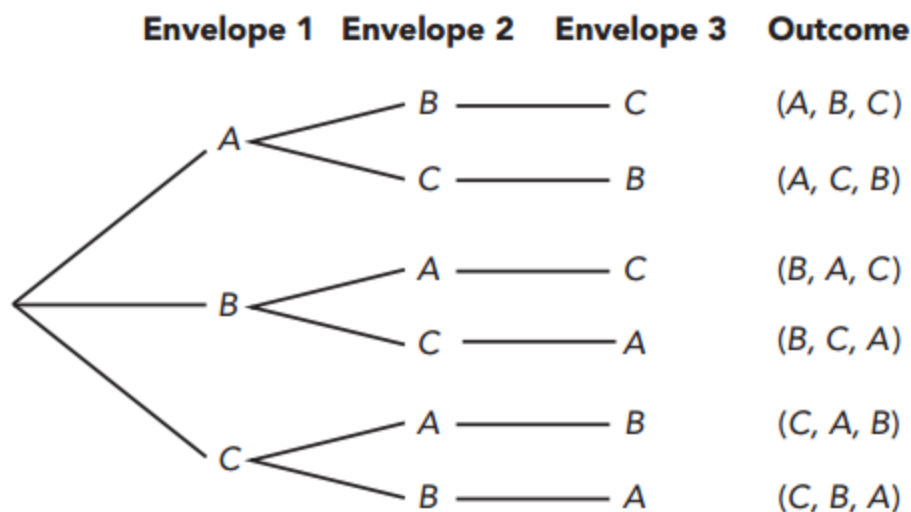 Envelope 1 Envelope 2 Envelope 3 Outcome
B C (A, B, C)
A
C B (A, C, B)
A C (B, A, C)
B
C A (B, C, A)
A B (C, A, B)
C
B A (C, B, A)